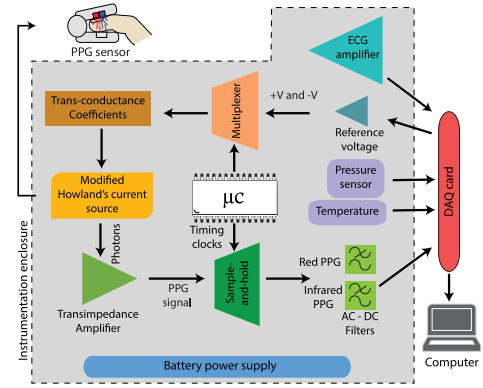 PPG sensor
ECG
amplifier
+V and -V
Multiplexer
Trans-conductance
Coefficients
Reference
voltage
Modified
Howland's current
source
μc
Pressure
sensor
Temperature
DAQ card
Timing
clocks
Photons
Instrumentation enclosure
Transimpedance
Amplifier
PPG
signal
Sample-
and-hold
Red PPG
Infrared
PPG
AC - DC
Filters
Computer
Battery power supply